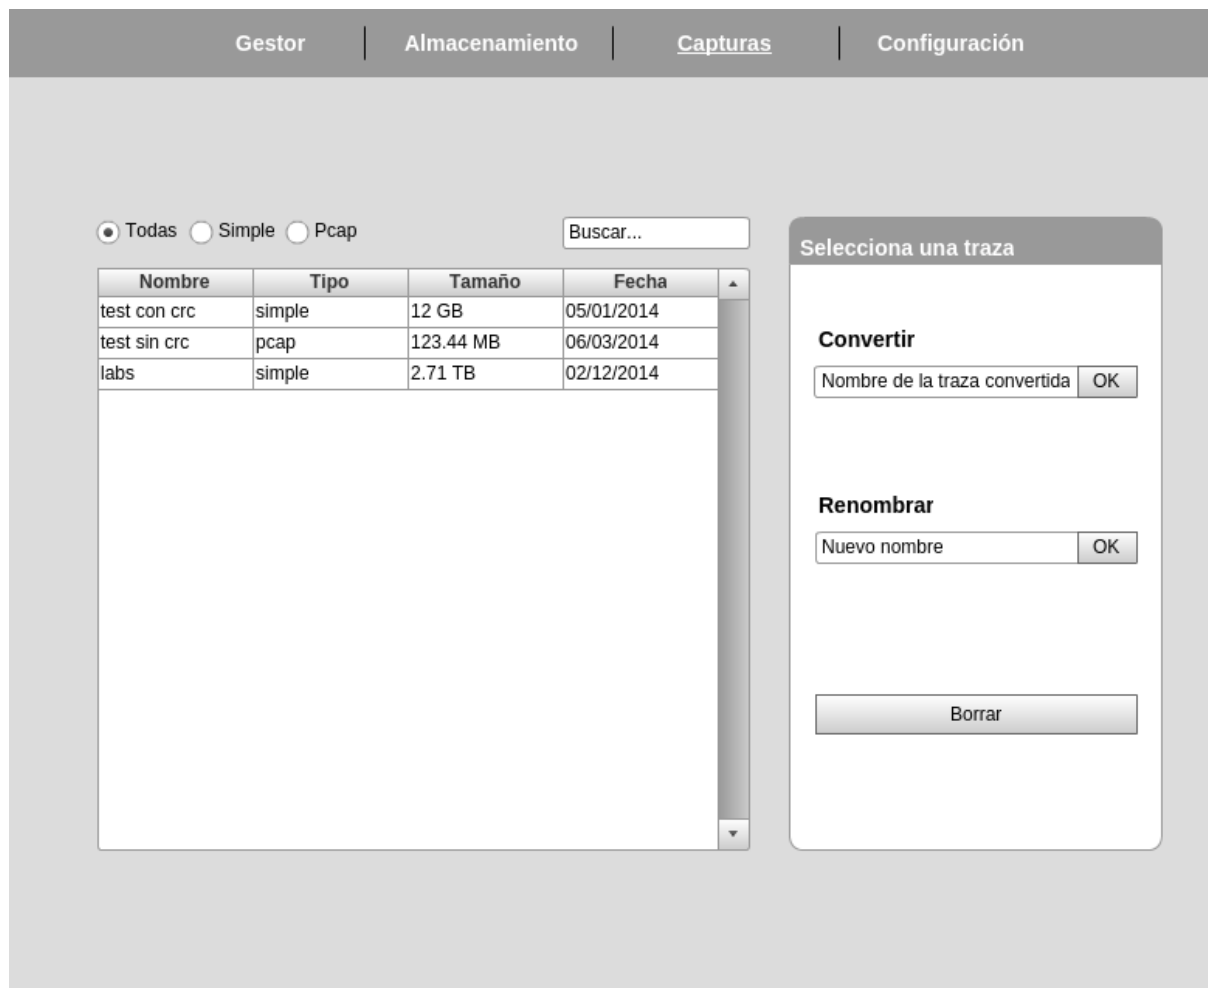 Gestor Almacenamiento Capturas Configuración
Todas Simple Pcap Buscar...
Nombre Tipo Tamaño Fecha
test con crc simple 12 GB 05/01/2014
test sin crc pcap 123.44 MB 06/03/2014
labs simple 2.71 TB 02/12/2014
Selecciona una traza
Convertir
Nombre de la traza convertida OK
Renombrar
Nuevo nombre OK
Borrar